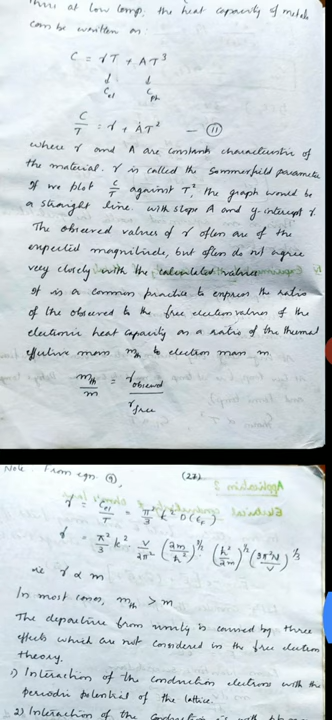 Thus at low temp, the heat capacity of metals
can be written as
C = γT + AT³
↓ ↓
C_el C_ph
C/T = γ + AT² — (11)
where γ and A are constants characteristic of
the material. γ is called the Sommerfeld parameter
If we plot C/T against T², the graph would be
a straight line. with slope A and y-intercept γ.
The observed values of γ often are of the
expected magnitude, but often do not agree
very closely with the calculated values
It is a common practice to express the ratio
of the observed to the free electron values of the
electronic heat capacity as a ratio of the thermal
effective mass m_th to electron mass m.
m_th/m = γ_observed/γ_free
Note: From eqn. (9), (27)
γ = C_el/T = π²/3 k² D(ε_F)
γ = π²/3 k² V/2π² (2m/ħ²)^3/2 (ħ²/2m)^1/2 (3π²N/V)^1/3
ie γ ∝ m
In most cases, m_th > m
The departure from unity is caused by three
effects which are not considered in the free electron
theory.
1) Interaction of the conduction electrons with the
periodic potential of the lattice.
2) Interaction of the conduction with